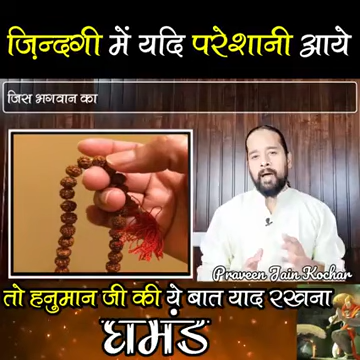 ज़िन्दगी में यदि परेशानी आये
जिस भगवान का
Praveen Jain Kochar
तो हनुमान जी की ये बात याद रखना
घमंड